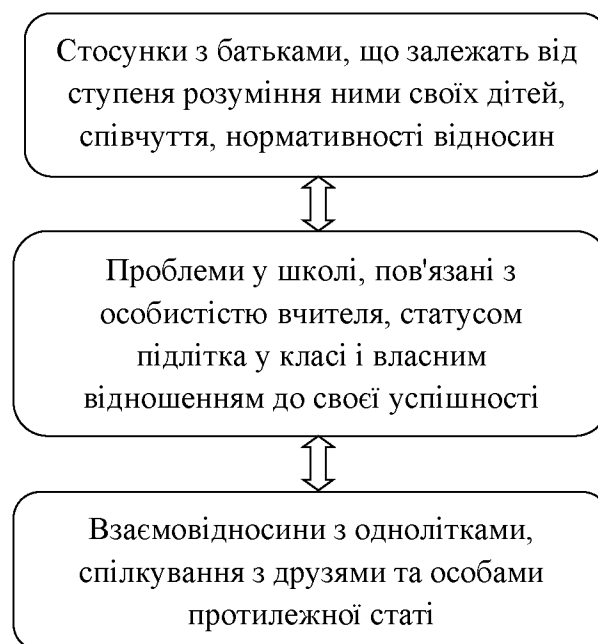 Стосунки з батьками, що залежать від
ступеня розуміння ними своїх дітей,
співчуття, нормативності відносин
Проблеми у школі, пов'язані з
особистістю вчителя, статусом
підлітка у класі і власним
відношенням до своєї успішності
Взаємовідносини з однолітками,
спілкування з друзями та особами
протилежної статі